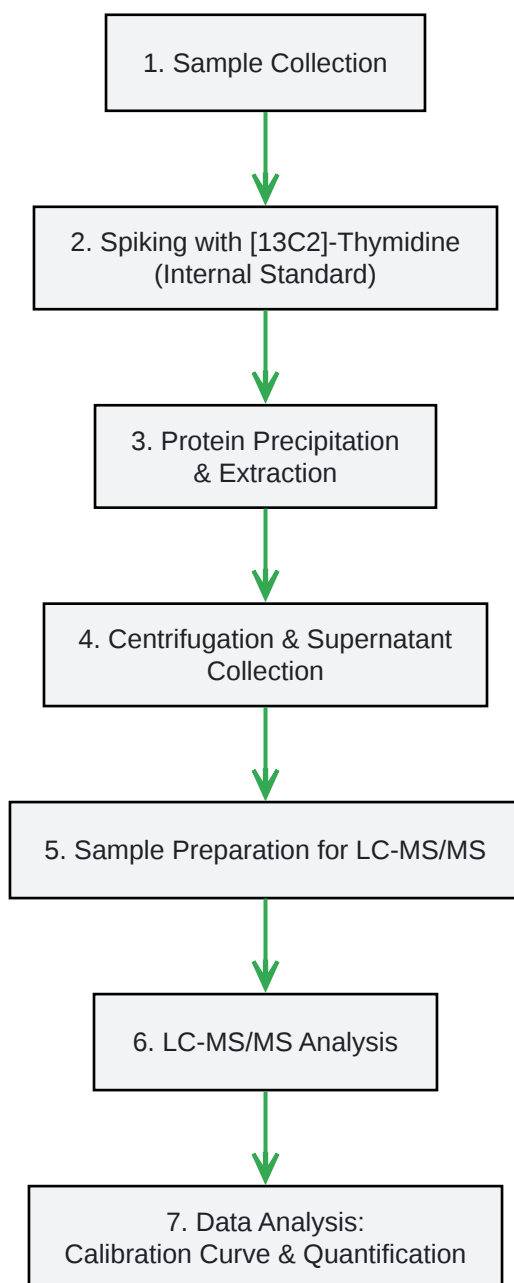 1. Sample Collection
2. Spiking with [13C2]-Thymidine
(Internal Standard)
3. Protein Precipitation
& Extraction
4. Centrifugation & Supernatant
Collection
5. Sample Preparation for LC-MS/MS
6. LC-MS/MS Analysis
7. Data Analysis:
Calibration Curve & Quantification